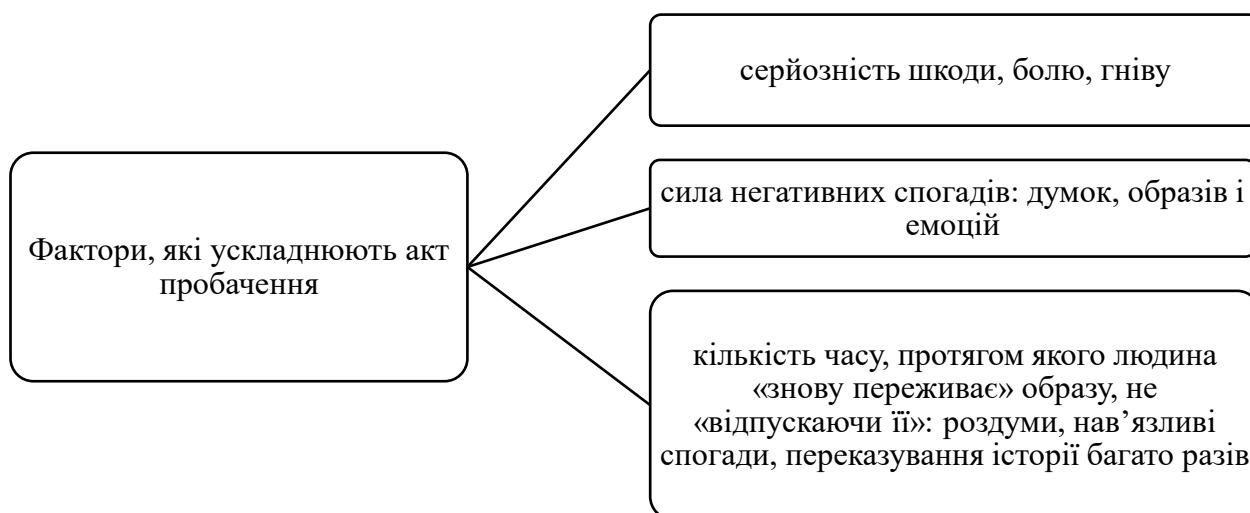 Фактори, які ускладнюють акт
пробачення
серйозність шкоди, болю, гніву
сила негативних спогадів: думок, образів і
емоцій
кількість часу, протягом якого людина
«знову переживає» образу, не
«відпускаючи її»: роздуми, нав’язливі
спогади, переказування історії багато разів